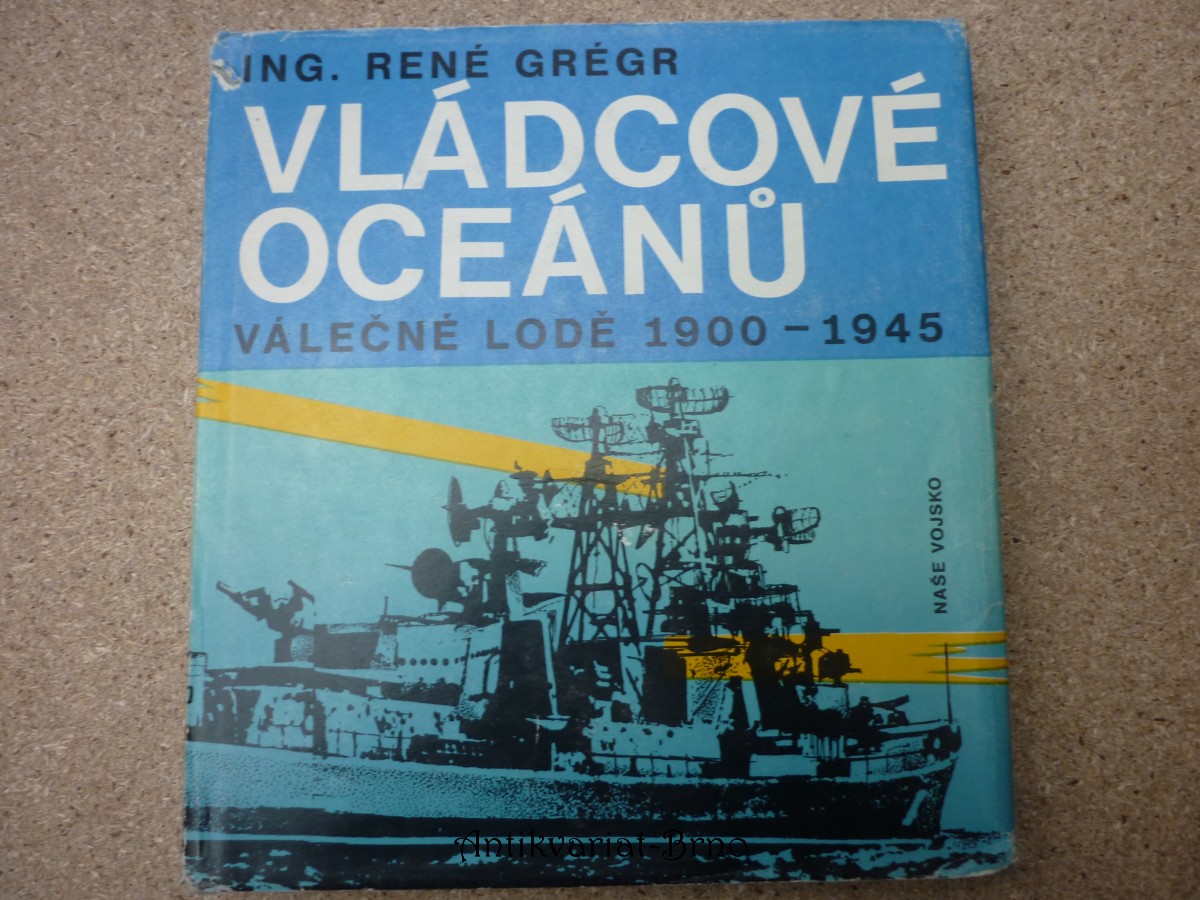 ING. RENÉ GRÉGR
VLÁDCOVÉ
OCEÁNŮ
VÁLEČNÉ LODĚ 1900 – 1945
NAŠE VOJSKO
Antikvariat-Brno